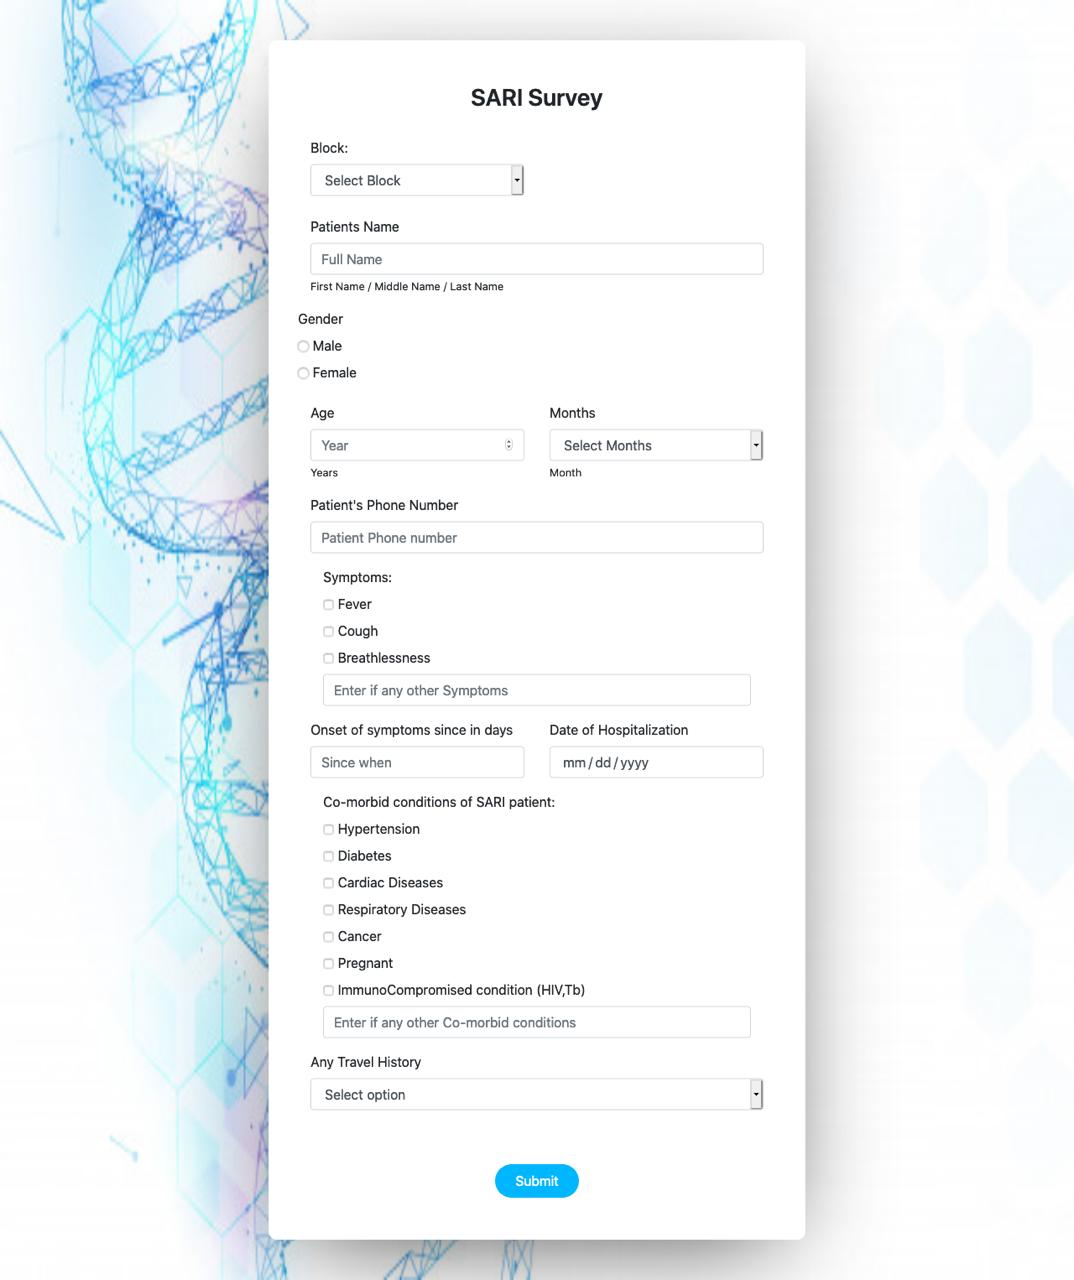 SARI Survey
Block:
Select Block
Patients Name
Full Name
First Name / Middle Name / Last Name
Gender
Male
Female
Age
Months
Year
Select Months
Years
Month
Patient's Phone Number
Patient Phone number
Symptoms:
Fever
Cough
Breathlessness
Enter if any other Symptoms
Onset of symptoms since in days
Date of Hospitalization
Since when
mm/dd/yyyy
Co-morbid conditions of SARI patient:
Hypertension
Diabetes
Cardiac Diseases
Respiratory Diseases
Cancer
Pregnant
ImmunoCompromised condition (HIV,Tb)
Enter if any other Co-morbid conditions
Any Travel History
Select option
Submit